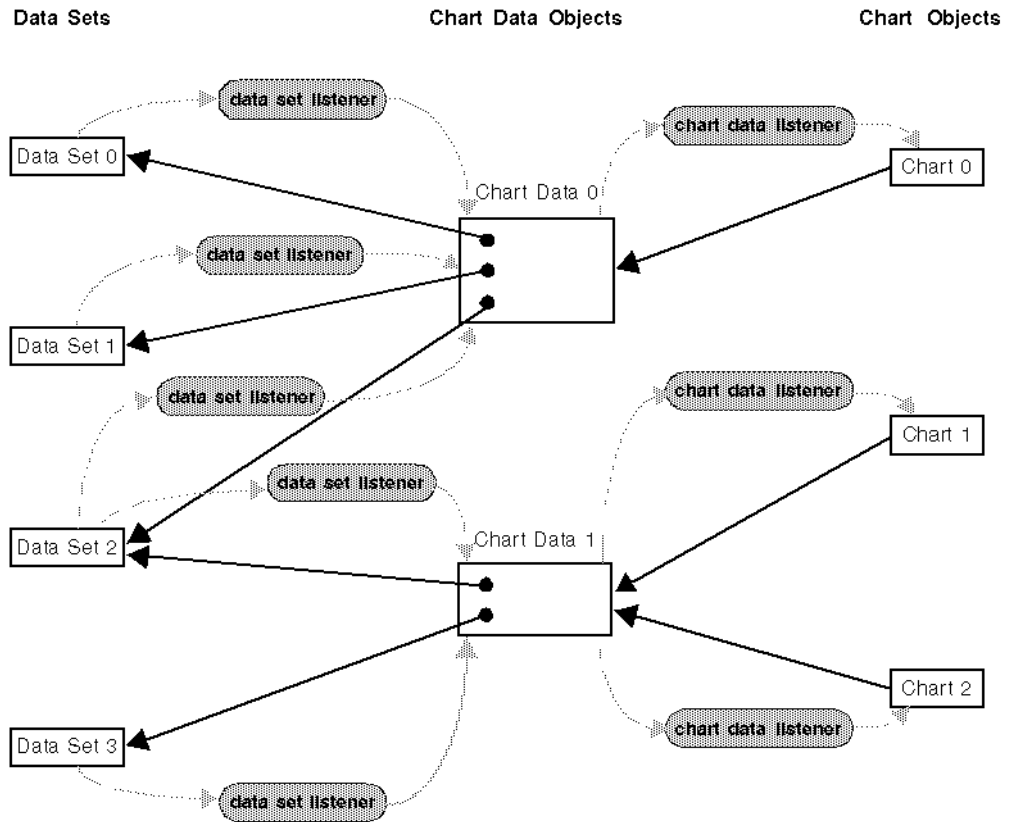 Data Sets
Chart Data Objects
Chart Objects
data set listener
chart data listener
Data Set 0
Chart 0
Chart Data 0
data set listener
Data Set 1
data set listener
chart data listener
Chart 1
data set listener
Data Set 2
Chart Data 1
Chart 2
chart data listener
Data Set 3
data set listener